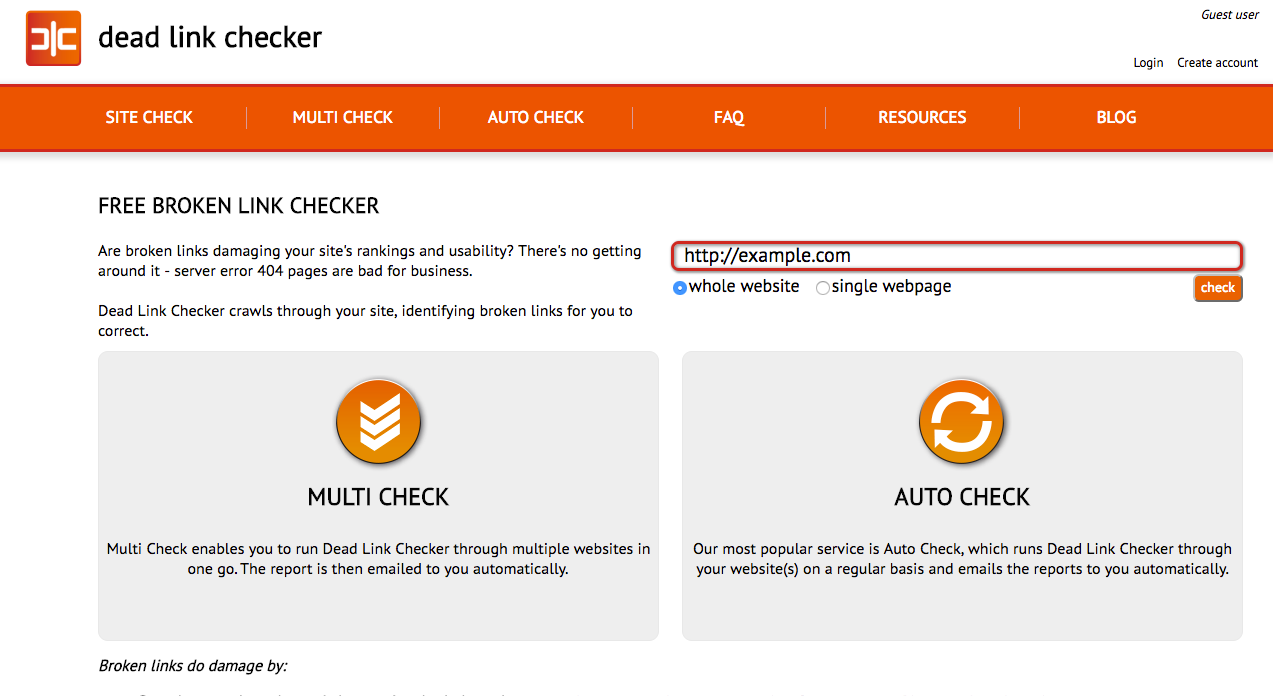 Guest user
dead link checker
Login Create account
SITE CHECK MULTI CHECK AUTO CHECK FAQ RESOURCES BLOG
FREE BROKEN LINK CHECKER
Are broken links damaging your site's rankings and usability? There's no getting
around it - server error 404 pages are bad for business.
Dead Link Checker crawls through your site, identifying broken links for you to
correct.
http://example.com
whole website single webpage check
MULTI CHECK
Multi Check enables you to run Dead Link Checker through multiple websites in
one go. The report is then emailed to you automatically.
AUTO CHECK
Our most popular service is Auto Check, which runs Dead Link Checker through
your website(s) on a regular basis and emails the reports to you automatically.
Broken links do damage by: